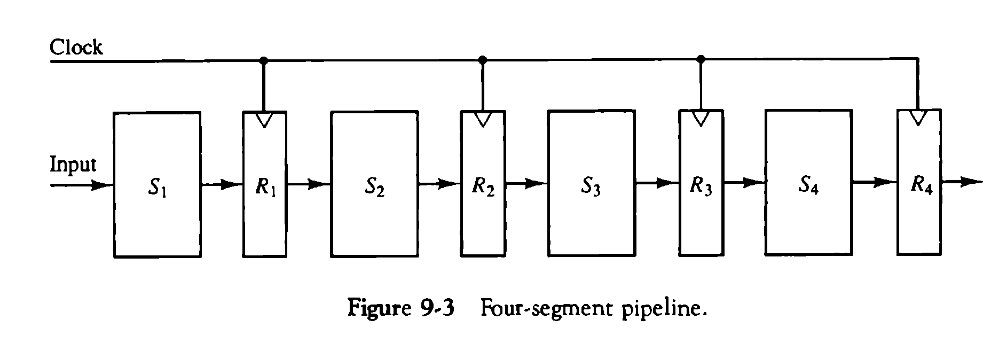 Clock
Input
S₁ R₁ S₂ R₂ S₃ R₃ S₄ R₄
Figure 9-3 Four-segment pipeline.